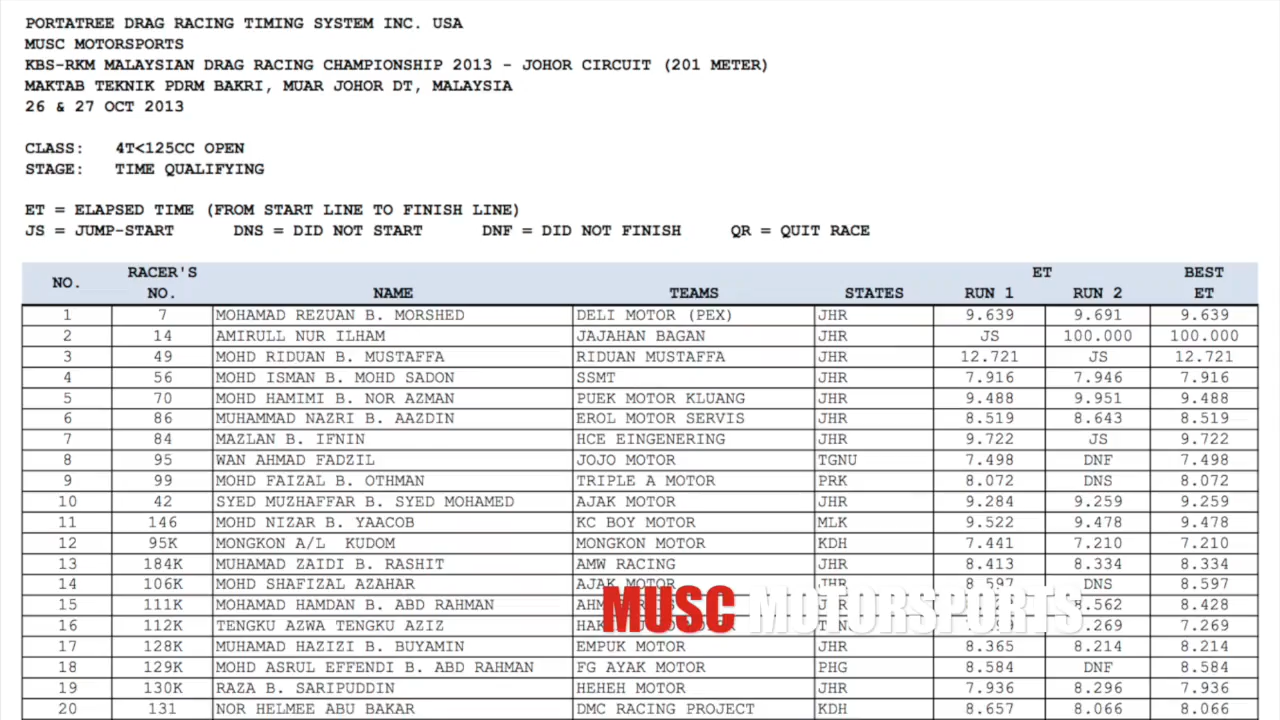 PORTATREE DRAG RACING TIMING SYSTEM INC. USA
MUSC MOTORSPORTS
KBS-RKM MALAYSIAN DRAG RACING CHAMPIONSHIP 2013 - JOHOR CIRCUIT (201 METER)
MAKTAB TEKNIK PDRM BAKRI, MUAR JOHOR DT, MALAYSIA
26 & 27 OCT 2013
CLASS: 4T<125CC OPEN
STAGE: TIME QUALIFYING
ET = ELAPSED TIME (FROM START LINE TO FINISH LINE)
JS = JUMP-START DNS = DID NOT START DNF = DID NOT FINISH QR = QUIT RACE
NO. RACER'S NO. NAME TEAMS STATES ET RUN 1 RUN 2 BEST ET
1 7 MOHAMAD REZUAN B. MORSHED DELI MOTOR (PEX) JHR 9.639 9.691 9.639
2 14 AMIRULL NUR ILHAM JAJAHAN BAGAN JHR JS 100.000 100.000
3 49 MOHD RIDUAN B. MUSTAFFA RIDUAN MUSTAFFA JHR 12.721 JS 12.721
4 56 MOHD ISMAN B. MOHD SADON SSMT JHR 7.916 7.946 7.916
5 70 MOHD HAMIMI B. NOR AZMAN PUEK MOTOR KLUANG JHR 9.488 9.951 9.488
6 86 MUHAMMAD NAZRI B. AAZDIN EROL MOTOR SERVIS JHR 8.519 8.643 8.519
7 84 MAZLAN B. IFNIN HCE EINGENERING JHR 9.722 JS 9.722
8 95 WAN AHMAD FADZIL JOJO MOTOR TGNU 7.498 DNF 7.498
9 99 MOHD FAIZAL B. OTHMAN TRIPLE A MOTOR PRK 8.072 DNS 8.072
10 42 SYED MUZHAFFAR B. SYED MOHAMED AJAK MOTOR JHR 9.284 9.259 9.259
11 146 MOHD NIZAR B. YAACOB KC BOY MOTOR MLK 9.522 9.478 9.478
12 95K MONGKON A/L KUDOM MONGKON MOTOR KDH 7.441 7.210 7.210
13 184K MUHAMAD ZAIDI B. RASHIT AMW RACING JHR 8.413 8.334 8.334
14 106K MOHD SHAFIZAL AZAHAR AJAK MOTOR JHR 8.597 DNS 8.597
15 111K MOHAMAD HAMDAN B. ABD RAHMAN JHR 8.562 8.428
16 112K TENGKU AZWA TENGKU AZIZ 7.269 7.269
MUSC MOTORSPORTS
17 128K MUHAMAD HAZIZI B. BUYAMIN EMPUK MOTOR JHR 8.365 8.214 8.214
18 129K MOHD ASRUL EFFENDI B. ABD RAHMAN FG AYAK MOTOR PHG 8.584 DNF 8.584
19 130K RAZA B. SARIPUDDIN HEHEH MOTOR JHR 7.936 8.296 7.936
20 131 NOR HELMEE ABU BAKAR DMC RACING PROJECT KDH 8.657 8.066 8.066